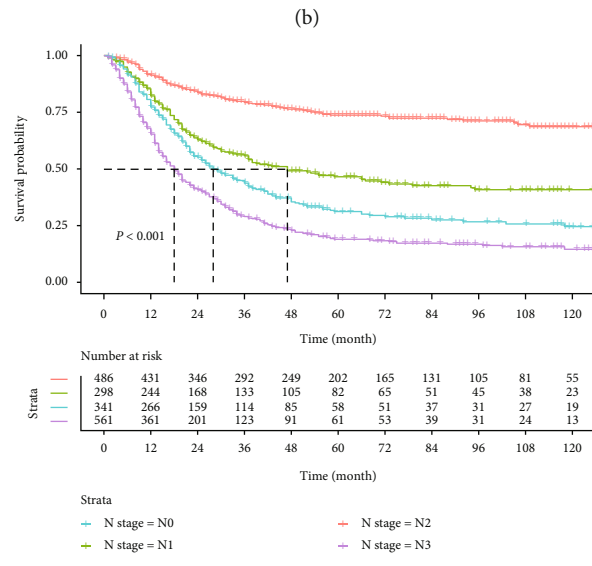 (b)
1.00
0.75
0.50
0.25
0.00
Survival probability
P < 0.001
0 12 24 36 48 60 72 84 96 108 120
Time (month)
Number at risk
Strata
486 431 346 292 249 202 165 131 105 81 55
298 244 168 133 105 82 65 51 45 38 23
341 266 159 114 85 58 51 37 31 27 19
561 361 201 123 91 61 53 39 31 24 13
0 12 24 36 48 60 72 84 96 108 120
Time (month)
Strata
N stage = N0 N stage = N2
N stage = N1 N stage = N3